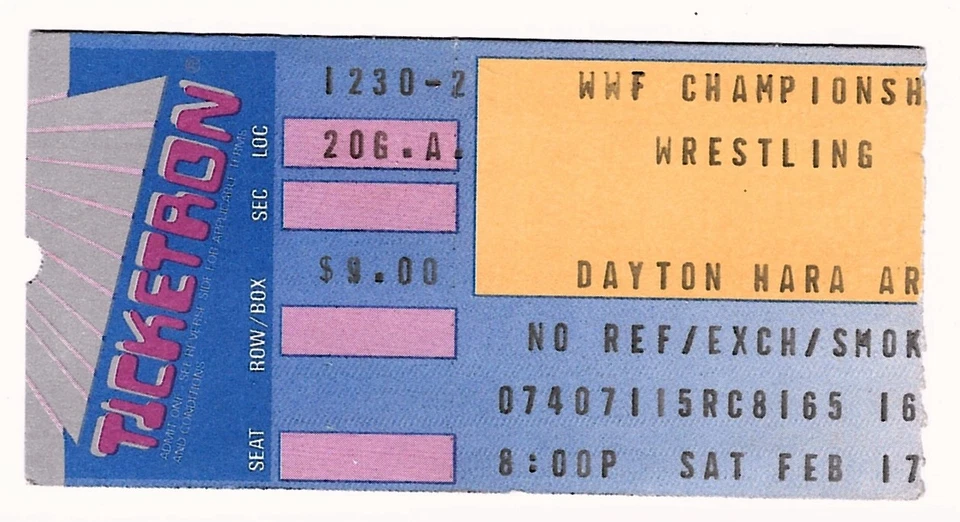 TICKETRON®
ADMIT ONE. SEE REVERSE SIDE FOR APPLICABLE TERMS
AND CONDITIONS
LOC
SEC
ROW/BOX
SEAT
1230-2
20G.A.
$9.00
WWF CHAMPIONSH
WRESTLING
DAYTON HARA AR
NO REF/EXCH/SMOK
07407115RC8165 16
8:00P SAT FEB 17